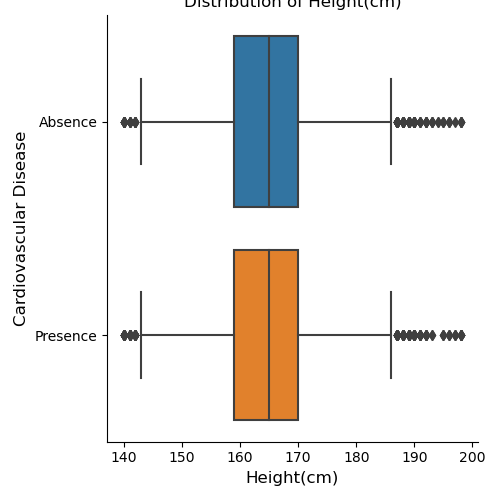 Distribution of Height(cm)
Absence
Presence
Cardiovascular Disease
140 150 160 170 180 190 200
Height(cm)